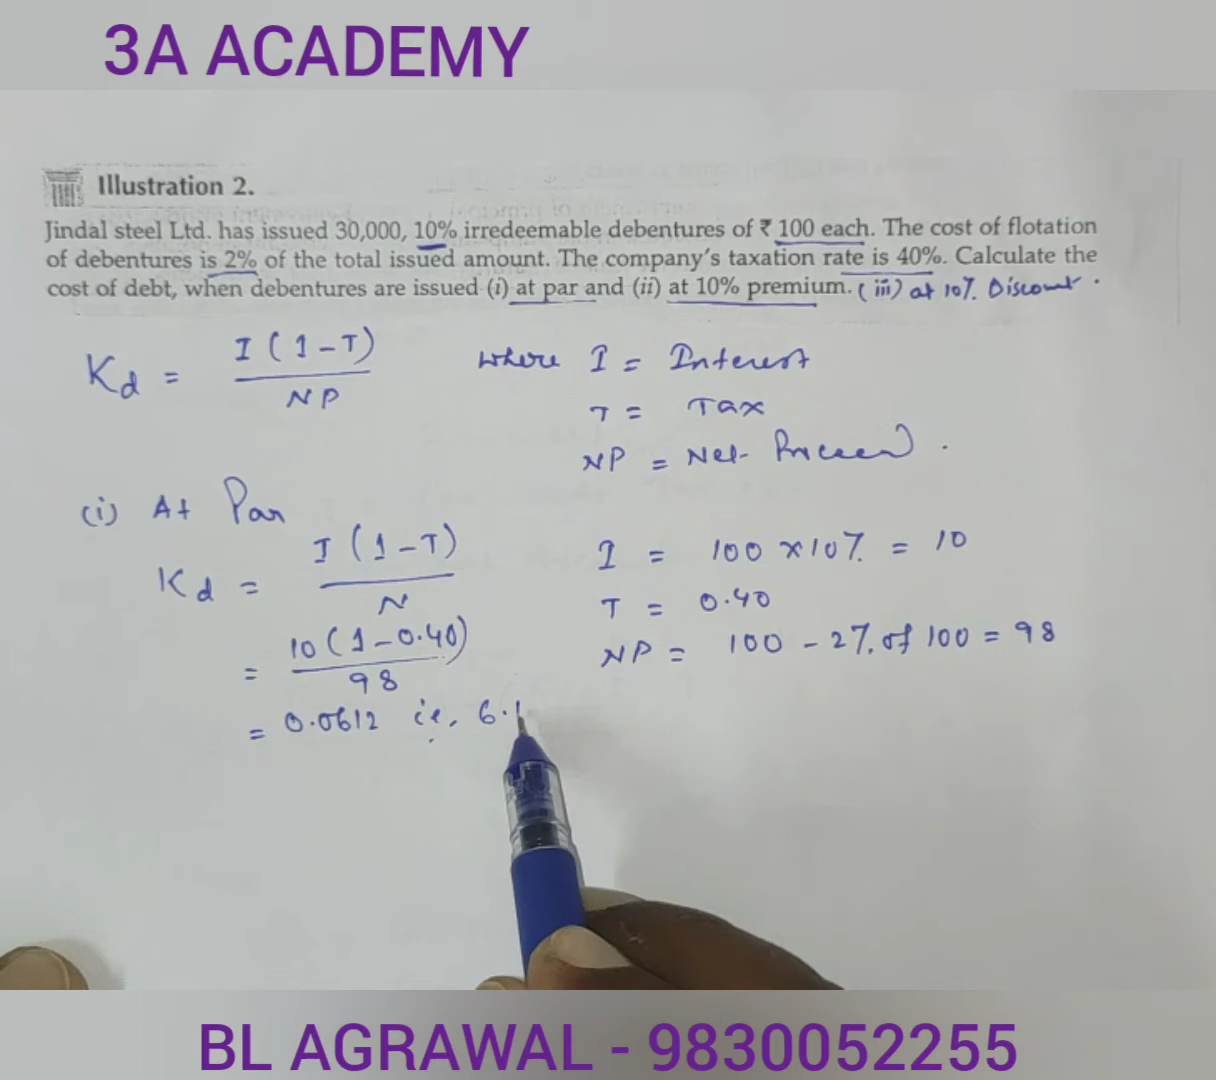 3A ACADEMY
Illustration 2.
Jindal steel Ltd. has issued 30,000, 10% irredeemable debentures of ₹ 100 each. The cost of flotation
of debentures is 2% of the total issued amount. The company's taxation rate is 40%. Calculate the
cost of debt, when debentures are issued (i) at par and (ii) at 10% premium. (iii) at 10% Discount.
Kd = I(1-T) / NP where I = Interest
T = Tax
NP = Net Proceed.
(i) At Par
Kd = I(1-T) / N I = 100 x 10% = 10
T = 0.40
= 10(1-0.40) / 98 NP = 100 - 2% of 100 = 98
= 0.0612 ie, 6.1
BL AGRAWAL - 9830052255